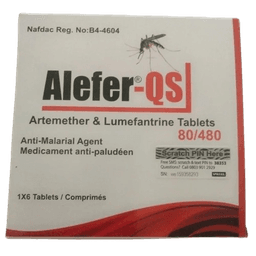 Nafdac Reg. No:B4-4604
Alefer®-QS
Artemether & Lumefantrine Tablets
80/480
Anti-Malarial Agent
Medicament anti-paludéen
Scratch PIN Here
1X6 Tablets / Comprimés